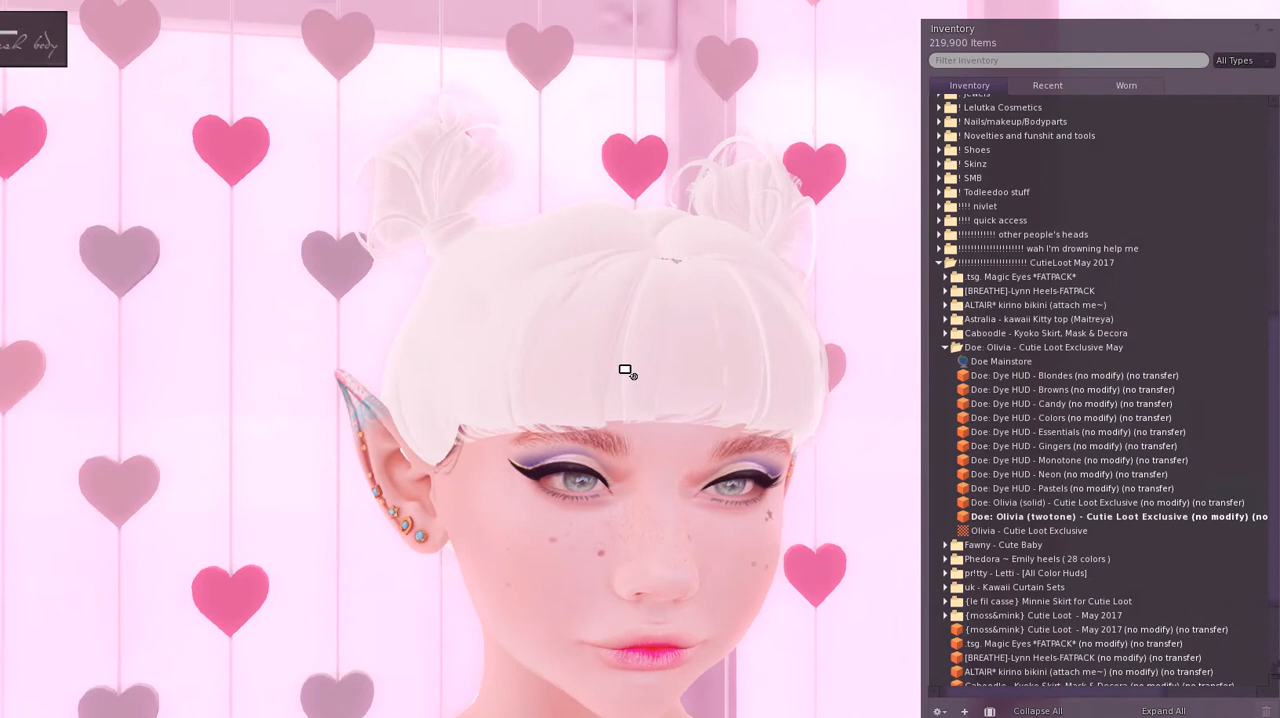 body
Inventory
?
219,900 Items
Filter Inventory
All Types
Inventory
Recent
Worn
! Jewels
! Lelutka Cosmetics
! Nails/makeup/Bodyparts
! Novelties and funshit and tools
! Shoes
! Skinz
! SMB
! Todleedoo stuff
!!!! nivlet
!!!! quick access
!!!!!!!!!!!! other people's heads
!!!!!!!!!!!!!!!!!!!!! wah I'm drowning help me
!!!!!!!!!!!!!!!!!!!!!! CutieLoot May 2017
.tsg. Magic Eyes *FATPACK*
[BREATHE]-Lynn Heels-FATPACK
ALTAIR* kirino bikini (attach me~)
Astralia - kawaii Kitty top (Maitreya)
Caboodle - Kyoko Skirt, Mask & Decora
Doe: Olivia - Cutie Loot Exclusive May
Doe Mainstore
Doe: Dye HUD - Blondes (no modify) (no transfer)
Doe: Dye HUD - Browns (no modify) (no transfer)
Doe: Dye HUD - Candy (no modify) (no transfer)
Doe: Dye HUD - Colors (no modify) (no transfer)
Doe: Dye HUD - Essentials (no modify) (no transfer)
Doe: Dye HUD - Gingers (no modify) (no transfer)
Doe: Dye HUD - Monotone (no modify) (no transfer)
Doe: Dye HUD - Neon (no modify) (no transfer)
Doe: Dye HUD - Pastels (no modify) (no transfer)
Doe: Olivia (solid) - Cutie Loot Exclusive (no modify) (no transfer)
Doe: Olivia (twotone) - Cutie Loot Exclusive (no modify) (no
Olivia - Cutie Loot Exclusive
Fawny - Cute Baby
Phedora ~ Emily heels ( 28 colors )
pr!tty - Letti - [All Color Huds]
uk - Kawaii Curtain Sets
{le fil casse} Minnie Skirt for Cutie Loot
{moss&mink} Cutie Loot - May 2017
{moss&mink} Cutie Loot - May 2017 (no modify) (no transfer)
.tsg. Magic Eyes *FATPACK* (no modify) (no transfer)
[BREATHE]-Lynn Heels-FATPACK (no modify) (no transfer)
ALTAIR* kirino bikini (attach me~) (no modify) (no transfer)
Caboodle - Kyoko Skirt, Mask & Decora (no modify) (no transfer)
Collapse All
Expand All